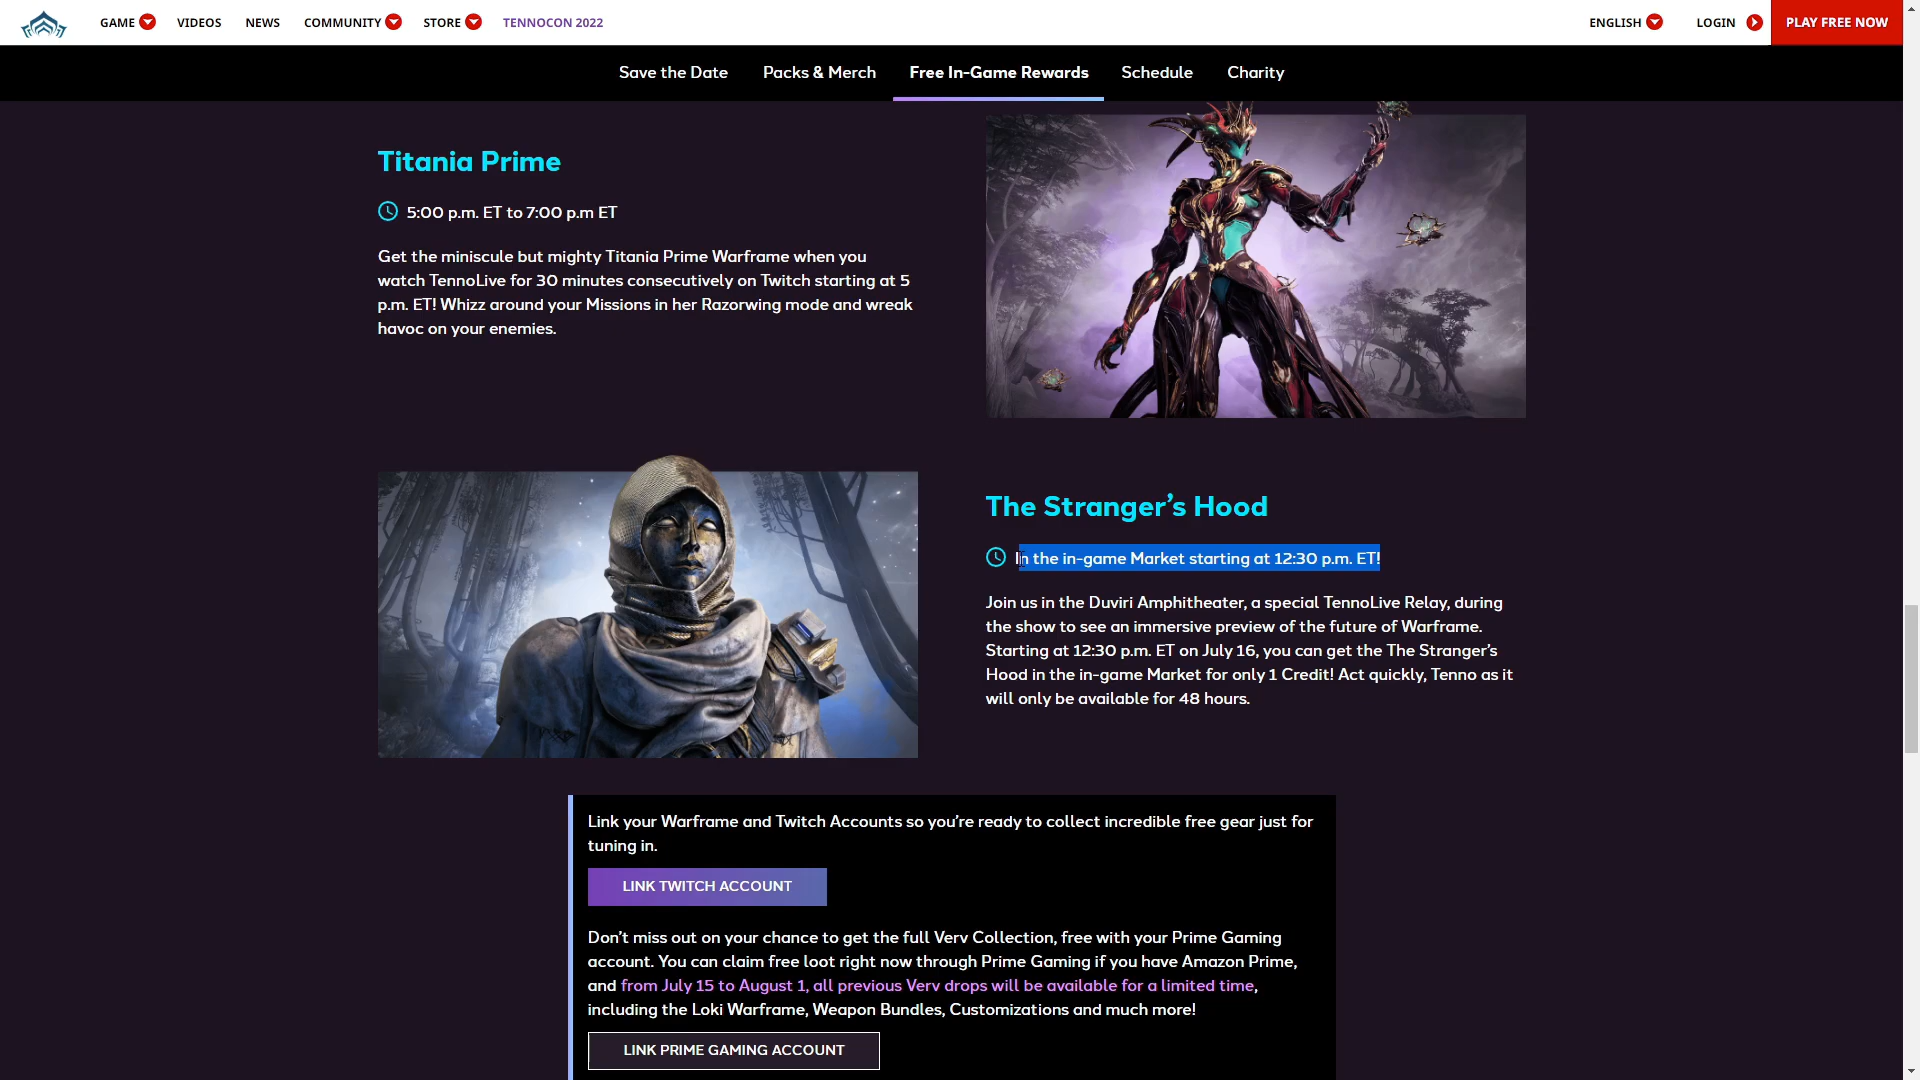 GAME VIDEOS NEWS COMMUNITY STORE TENNOCON 2022 ENGLISH LOGIN PLAY FREE NOW
Save the Date Packs & Merch Free In-Game Rewards Schedule Charity
Titania Prime
5:00 p.m. ET to 7:00 p.m ET
Get the miniscule but mighty Titania Prime Warframe when you
watch TennoLive for 30 minutes consecutively on Twitch starting at 5
p.m. ET! Whizz around your Missions in her Razorwing mode and wreak
havoc on your enemies.
The Stranger's Hood
In the in-game Market starting at 12:30 p.m. ET!
Join us in the Duviri Amphitheater, a special TennoLive Relay, during
the show to see an immersive preview of the future of Warframe.
Starting at 12:30 p.m. ET on July 16, you can get the The Stranger's
Hood in the in-game Market for only 1 Credit! Act quickly, Tenno as it
will only be available for 48 hours.
Link your Warframe and Twitch Accounts so you're ready to collect incredible free gear just for
tuning in.
LINK TWITCH ACCOUNT
Don't miss out on your chance to get the full Verv Collection, free with your Prime Gaming
account. You can claim free loot right now through Prime Gaming if you have Amazon Prime,
and from July 15 to August 1, all previous Verv drops will be available for a limited time,
including the Loki Warframe, Weapon Bundles, Customizations and much more!
LINK PRIME GAMING ACCOUNT